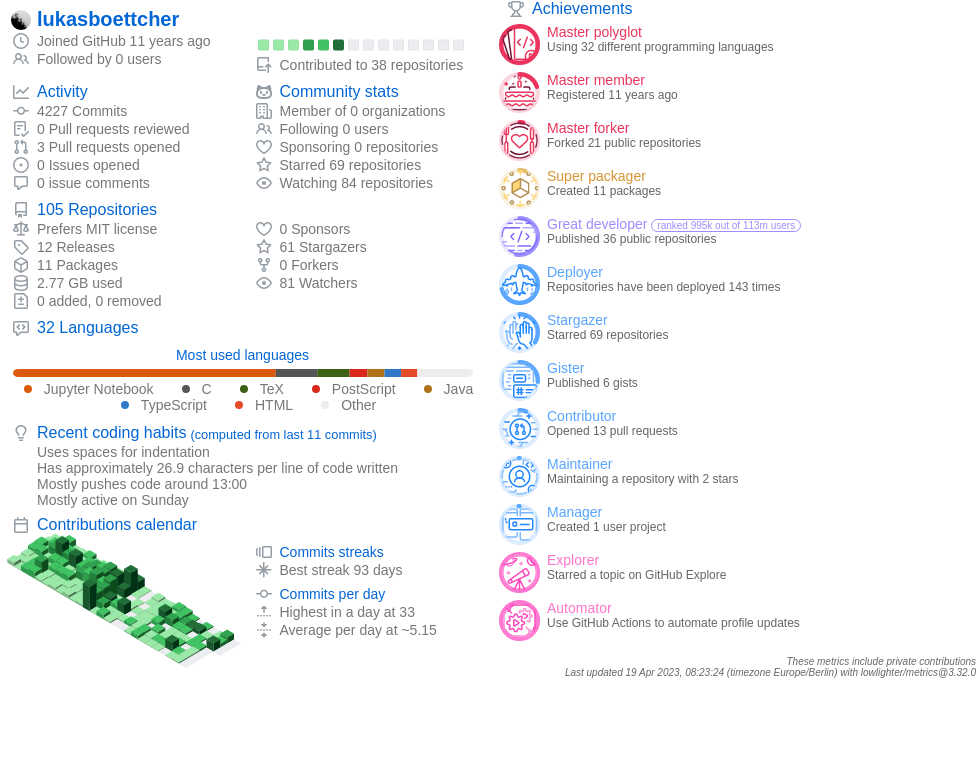 lukasboettcher
Joined GitHub 11 years ago
Followed by 0 users
Contributed to 38 repositories
Activity
4227 Commits
0 Pull requests reviewed
3 Pull requests opened
0 Issues opened
0 issue comments
Community stats
Member of 0 organizations
Following 0 users
Sponsoring 0 repositories
Starred 69 repositories
Watching 84 repositories
105 Repositories
Prefers MIT license
12 Releases
11 Packages
2.77 GB used
0 added, 0 removed
0 Sponsors
61 Stargazers
0 Forkers
81 Watchers
32 Languages
Most used languages
Jupyter Notebook C TeX PostScript Java
TypeScript HTML Other
Recent coding habits (computed from last 11 commits)
Uses spaces for indentation
Has approximately 26.9 characters per line of code written
Mostly pushes code around 13:00
Mostly active on Sunday
Contributions calendar
Commits streaks
Best streak 93 days
Commits per day
Highest in a day at 33
Average per day at ~5.15
Achievements
Master polyglot
Using 32 different programming languages
Master member
Registered 11 years ago
Master forker
Forked 21 public repositories
Super packager
Created 11 packages
Great developer ranked 995k out of 113m users
Published 36 public repositories
Deployer
Repositories have been deployed 143 times
Stargazer
Starred 69 repositories
Gister
Published 6 gists
Contributor
Opened 13 pull requests
Maintainer
Maintaining a repository with 2 stars
Manager
Created 1 user project
Explorer
Starred a topic on GitHub Explore
Automator
Use GitHub Actions to automate profile updates
These metrics include private contributions
Last updated 19 Apr 2023, 08:23:24 (timezone Europe/Berlin) with lowlighter/metrics@3.32.0